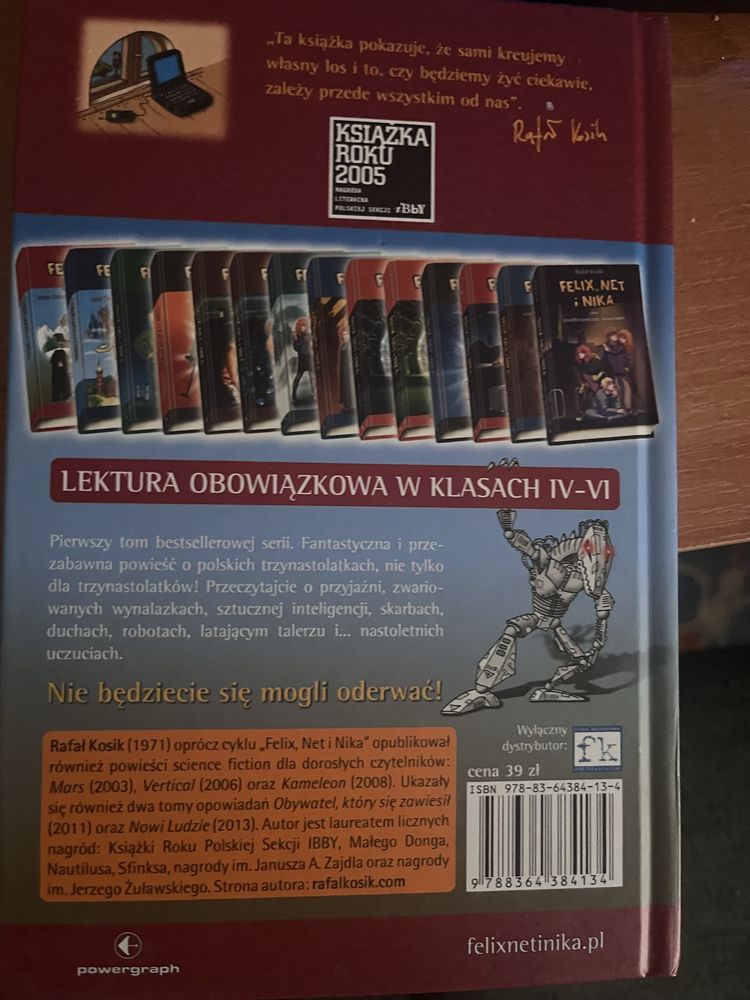 „Ta książka pokazuje, że sami kreujemy
własny los i to, czy będziemy żyć ciekawie,
zależy przede wszystkim od nas”.
Rafał Kosik
KSIĄŻKA
ROKU
2005
NAGRODA
LITERACKA
POLSKIEJ SEKCJI IBBY
Rafał Kosik
FELIX, NET
i NIKA
LEKTURA OBOWIĄZKOWA W KLASACH IV–VI
Pierwszy tom bestsellerowej serii. Fantastyczna i prze-
zabawna powieść o polskich trzynastolatkach, nie tylko
dla trzynastolatków! Przeczytajcie o przyjaźni, zwario-
wanych wynalazkach, sztucznej inteligencji, skarbach,
duchach, robotach, latającym talerzu i... nastoletnich
uczuciach.
Nie będziecie się mogli oderwać!
Rafał Kosik (1971) oprócz cyklu „Felix, Net i Nika” opublikował
również powieści science fiction dla dorosłych czytelników:
Mars (2003), Vertical (2006) oraz Kameleon (2008). Ukazały
się również dwa tomy opowiadań Obywatel, który się zawiesił
(2011) oraz Nowi Ludzie (2013). Autor jest laureatem licznych
nagród: Książki Roku Polskiej Sekcji IBBY, Małego Donga,
Nautilusa, Sfinksa, nagrody im. Janusza A. Zajdla oraz nagrody
im. Jerzego Żuławskiego. Strona autora: rafalkosik.com
Wyłączny
dystrybutor:
fk
cena 39 zł
ISBN 978-83-64384-13-4
9 788364 384134
powergraph
felixnetinika.pl